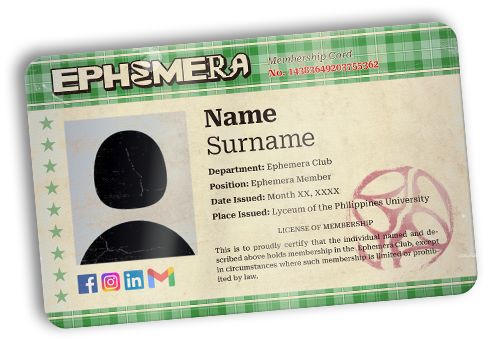 EPHEMERA
Membership Card
No. 14383649203755362
Name
Surname
Department: Ephemera Club
Position: Ephemera Member
Date Issued: Month XX, XXXX
Place Issued: Lyceum of the Philippines University
LICENSE OF MEMBERSHIP
This is to proudly certify that the individual named and de-
scribed above holds membership in the Ephemera Club, except
in circumstances where such membership is limited or prohib-
ited by law.
f
in
M